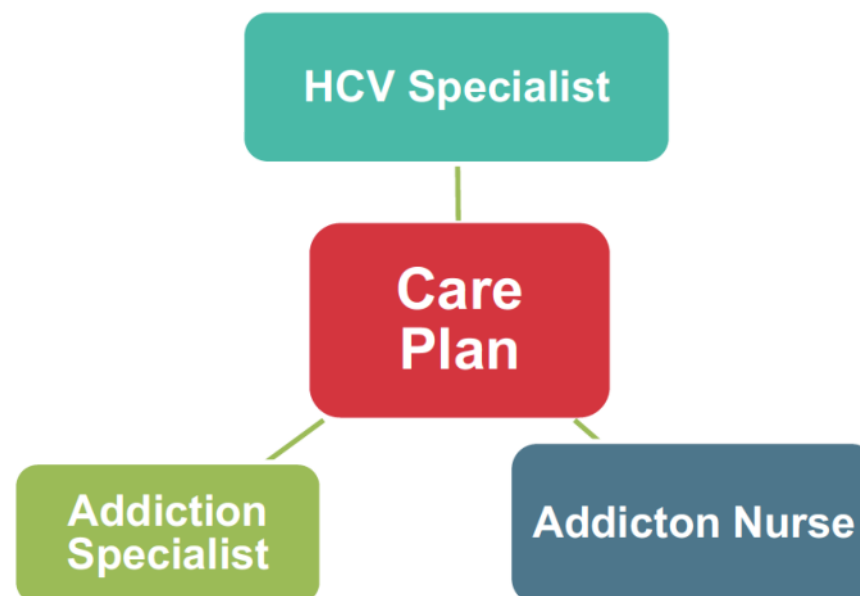 HCV Specialist
Care
Plan
Addiction
Specialist
Addicton Nurse